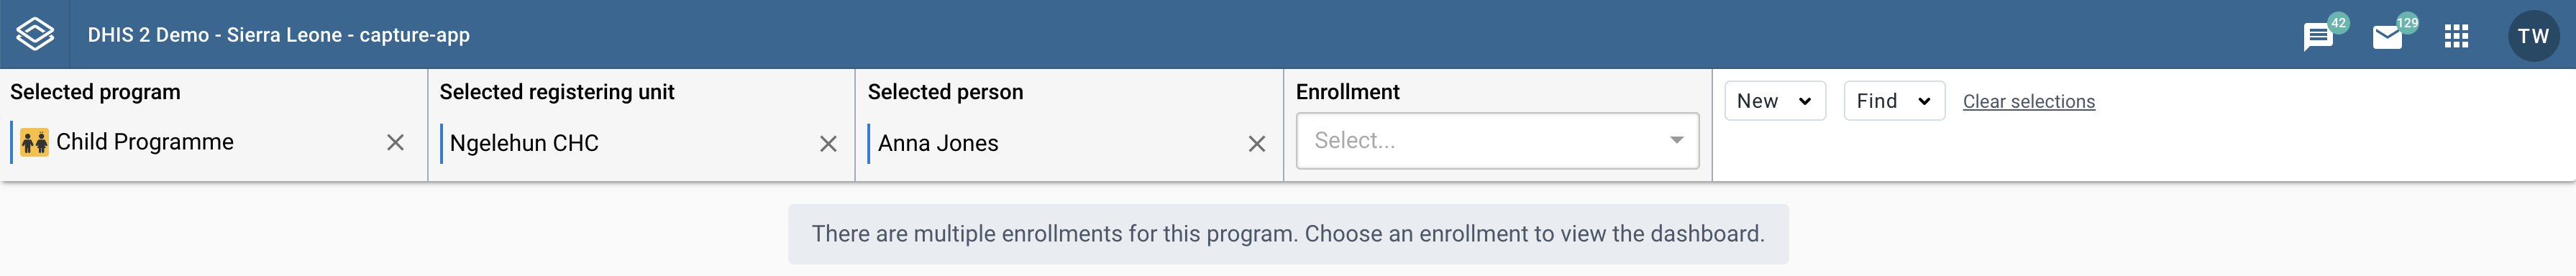 DHIS 2 Demo - Sierra Leone - capture-app
42
129
TW
Selected program
Child Programme
Selected registering unit
Ngelehun CHC
Selected person
Anna Jones
Enrollment
Select...
New
Find
Clear selections
There are multiple enrollments for this program. Choose an enrollment to view the dashboard.